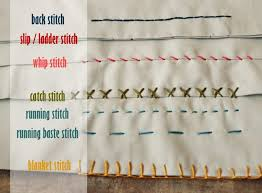 back stitch
slip / ladder stitch
whip stitch
catch stitch
running stitch
running baste stitch
blanket stitch